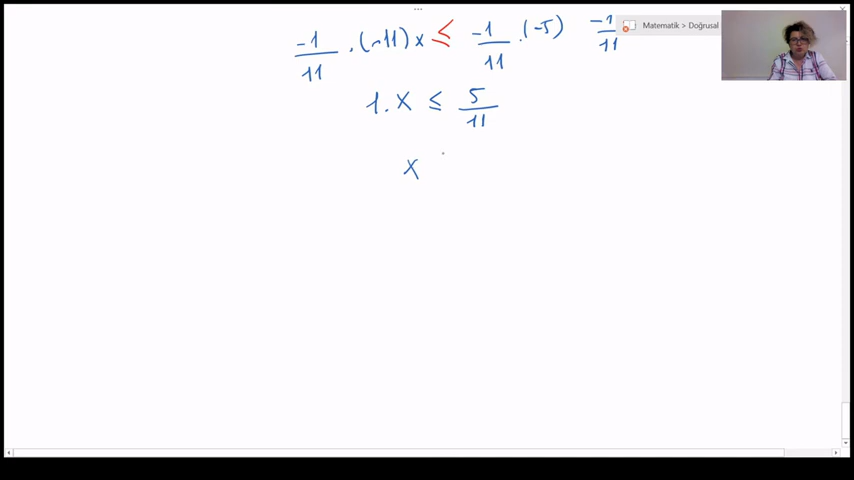 -1/11 . (-11) x ≤ -1/11 . (-5) -1/11
Matematik > Doğrusal
1. x ≤ 5/11
x